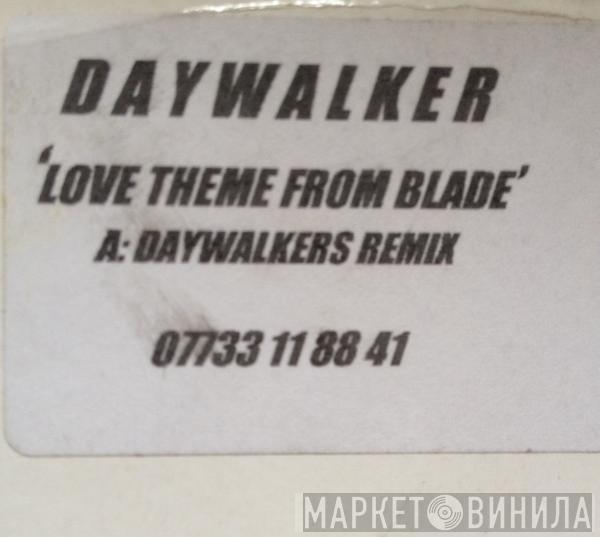 DAYWALKER
'LOVE THEME FROM BLADE'
A: DAYWALKERS REMIX
07733 11 88 41
МАРКЕТ ВИНИЛА